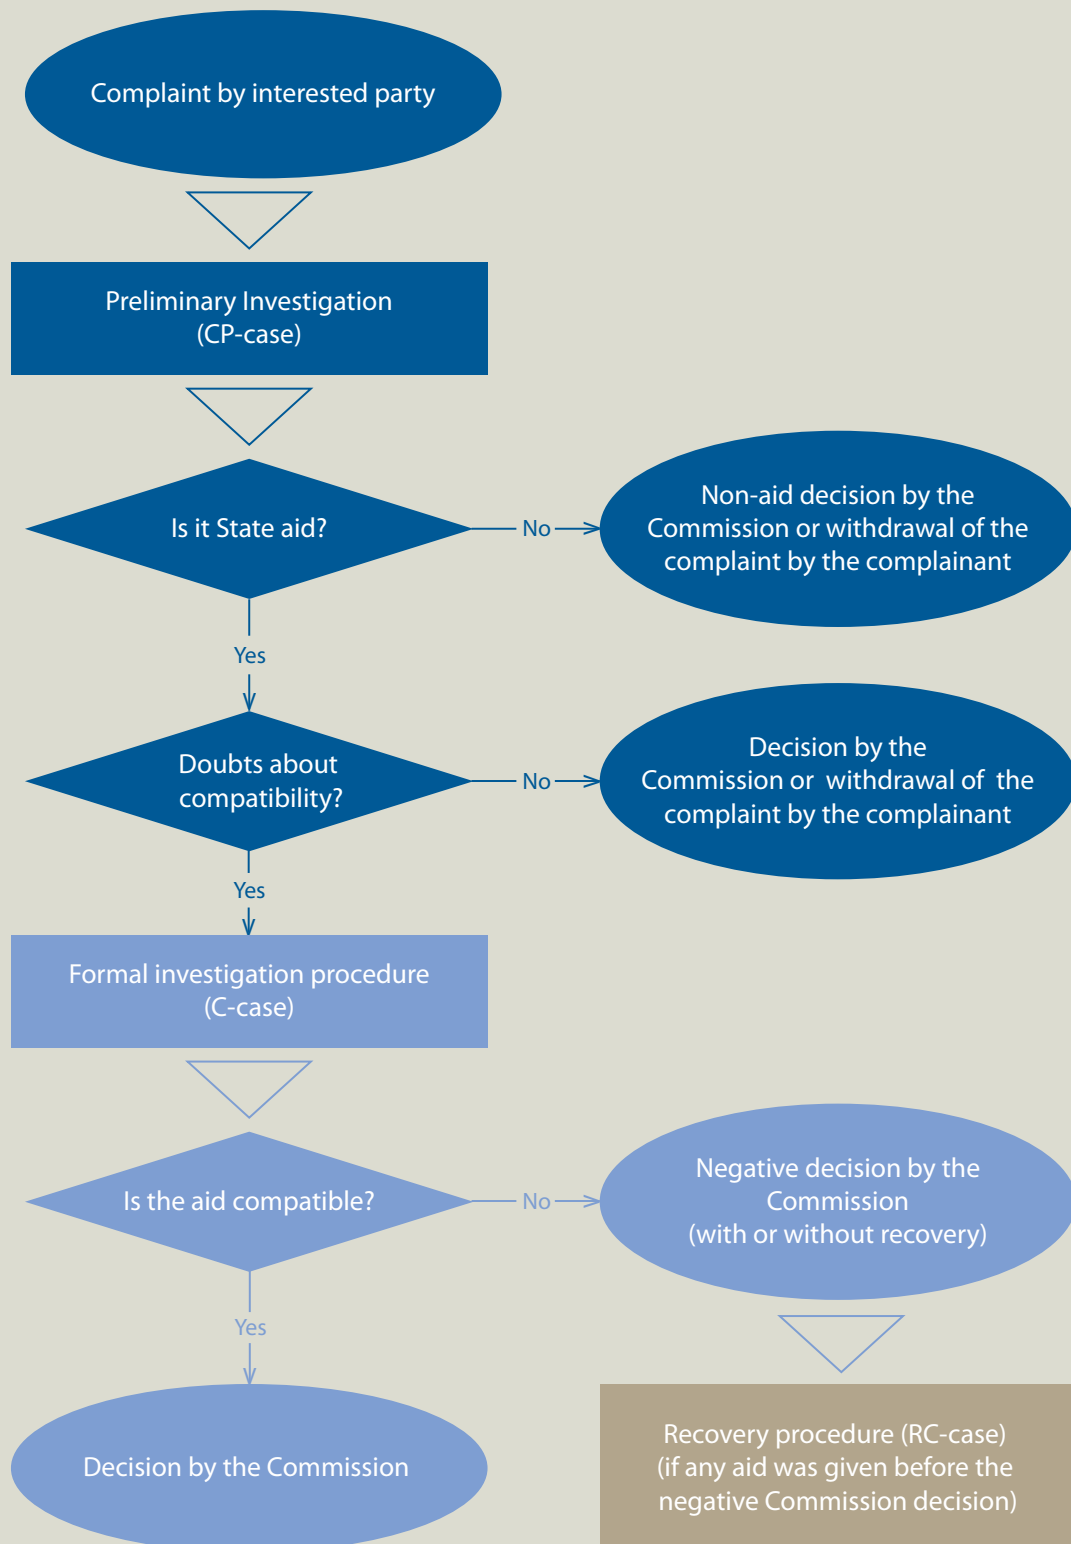 Complaint by interested party
Preliminary Investigation
(CP-case)
Is it State aid?
No
Non-aid decision by the
Commission or withdrawal of the
complaint by the complainant
Yes
Doubts about
compatibility?
No
Decision by the
Commission or withdrawal of the
complaint by the complainant
Yes
Formal investigation procedure
(C-case)
Is the aid compatible?
No
Negative decision by the
Commission
(with or without recovery)
Yes
Decision by the Commission
Recovery procedure (RC-case)
(if any aid was given before the
negative Commission decision)